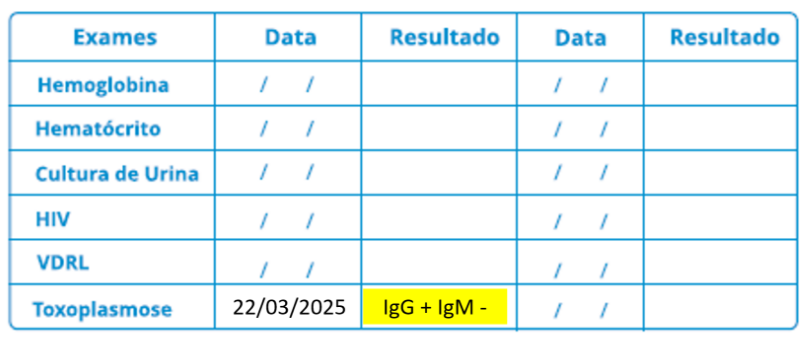 Exames Data Resultado Data Resultado
Hemoglobina / / / /
Hematócrito / / / /
Cultura de Urina / / / /
HIV / / / /
VDRL / / / /
Toxoplasmose 22/03/2025 IgG + IgM - / /